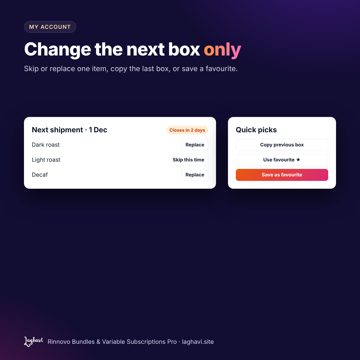 MY ACCOUNT
Change the next box only
Skip or replace one item, copy the last box, or save a favourite.
Next shipment · 1 Dec
Closes in 2 days
Dark roast
Replace
Light roast
Skip this time
Decaf
Replace
Quick picks
Copy previous box
Use favourite ★
Save as favourite
laghavi
Rinnovo Bundles & Variable Subscriptions Pro · laghavi.site